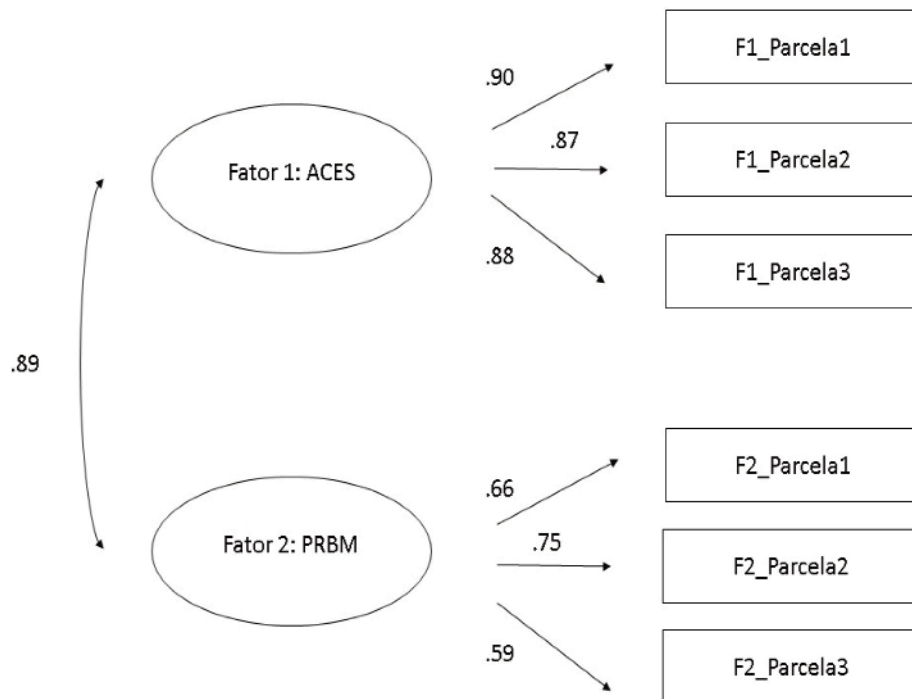 F1_Parcela1
.90
Fator 1: ACES
.87
F1_Parcela2
.88
F1_Parcela3
.89
F2_Parcela1
.66
Fator 2: PRBM
.75
F2_Parcela2
.59
F2_Parcela3